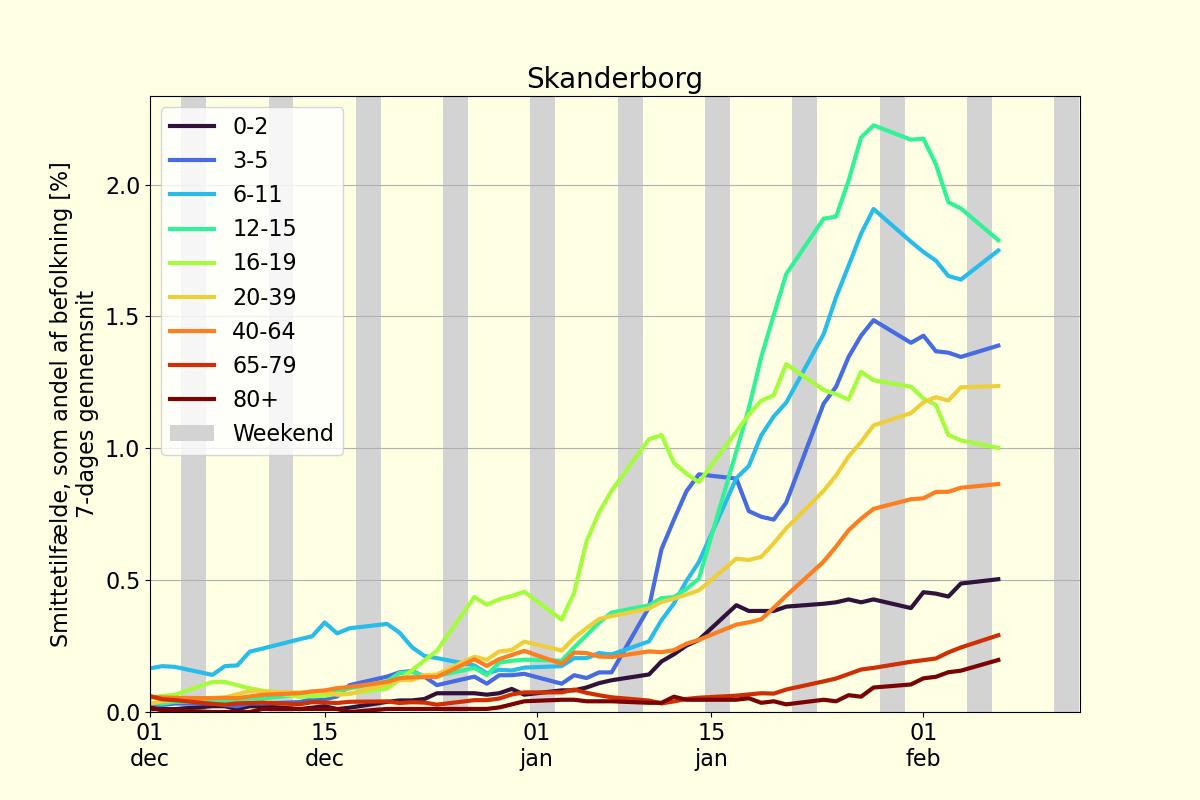 Skanderborg
Smittetilfælde, som andel af befolkning [%]
7-dages gennemsnit
2.0
1.5
1.0
0.5
0.0
0-2
3-5
6-11
12-15
16-19
20-39
40-64
65-79
80+
Weekend
01
dec
15
dec
01
jan
15
jan
01
feb